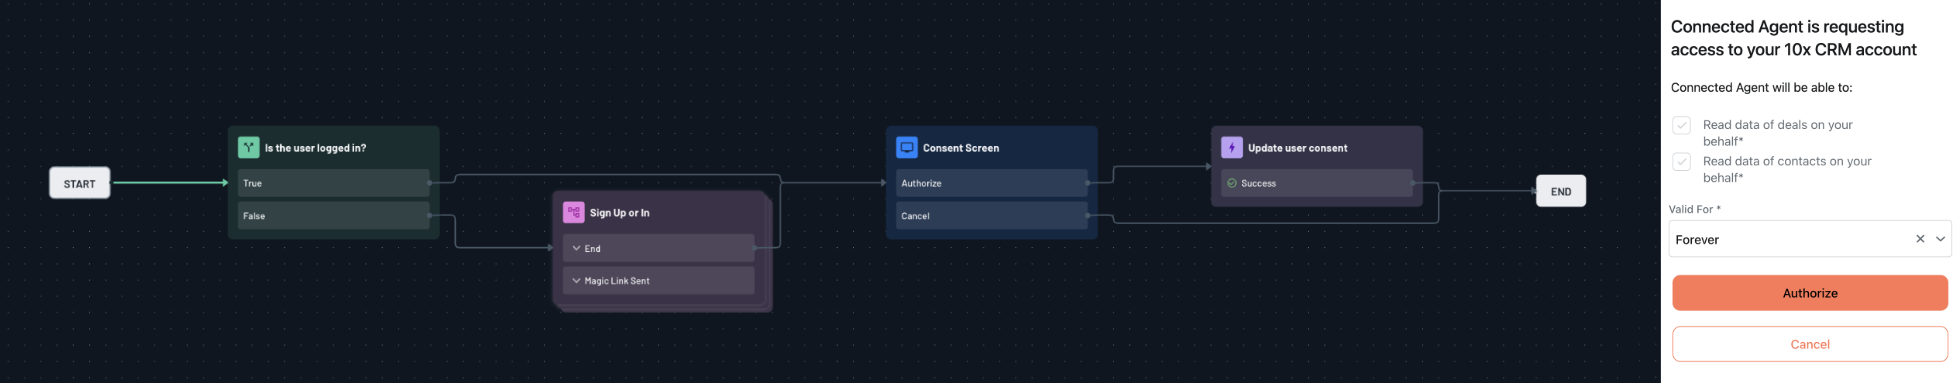 START
Is the user logged in?
True
False
Sign Up or In
End
Magic Link Sent
Consent Screen
Authorize
Cancel
Update user consent
Success
END
Connected Agent is requesting
access to your 10x CRM account
Connected Agent will be able to:
Read data of deals on your
behalf*
Read data of contacts on your
behalf*
Valid For *
Forever
Authorize
Cancel